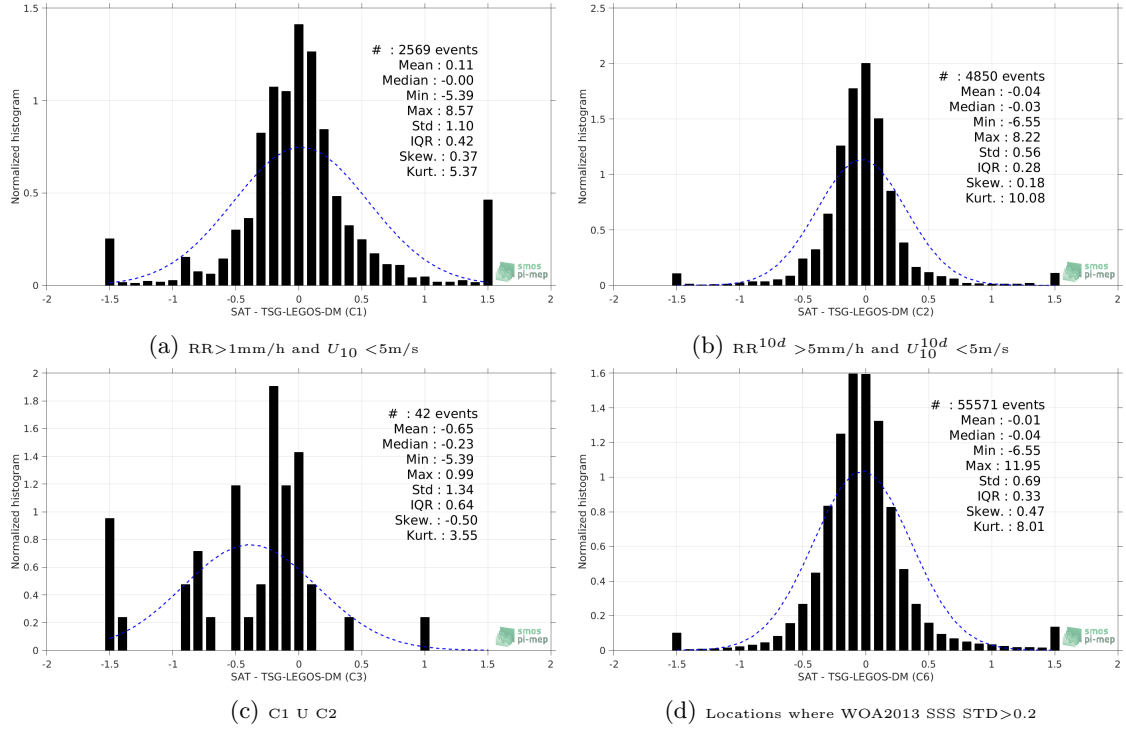 1.5
1
0.5
0
-2 -1.5 -1 -0.5 0 0.5 1 1.5 2
Normalized histogram
# : 2569 events
Mean : 0.11
Median : -0.00
Min : -5.39
Max : 8.57
Std : 1.10
IQR : 0.42
Skew. : 0.37
Kurt. : 5.37
smos
pi-mep
SAT - TSG-LEGOS-DM (C1)
(a) RR>1mm/h and U10 <5m/s
2.5
2
1.5
1
0.5
0
-2 -1.5 -1 -0.5 0 0.5 1 1.5 2
Normalized histogram
# : 4850 events
Mean : -0.04
Median : -0.03
Min : -6.55
Max : 8.22
Std : 0.56
IQR : 0.28
Skew. : 0.18
Kurt. : 10.08
smos
pi-mep
SAT - TSG-LEGOS-DM (C2)
(b) RR^10d >5mm/h and U10^10d <5m/s
2
1.8
1.6
1.4
1.2
1
0.8
0.6
0.4
0.2
0
-2 -1.5 -1 -0.5 0 0.5 1 1.5 2
Normalized histogram
# : 42 events
Mean : -0.65
Median : -0.23
Min : -5.39
Max : 0.99
Std : 1.34
IQR : 0.64
Skew. : -0.50
Kurt. : 3.55
smos
pi-mep
SAT - TSG-LEGOS-DM (C3)
(c) C1 U C2
1.6
1.4
1.2
1
0.8
0.6
0.4
0.2
0
-2 -1.5 -1 -0.5 0 0.5 1 1.5 2
Normalized histogram
# : 55571 events
Mean : -0.01
Median : -0.04
Min : -6.55
Max : 11.95
Std : 0.69
IQR : 0.33
Skew. : 0.47
Kurt. : 8.01
smos
pi-mep
SAT - TSG-LEGOS-DM (C6)
(d) Locations where WOA2013 SSS STD>0.2